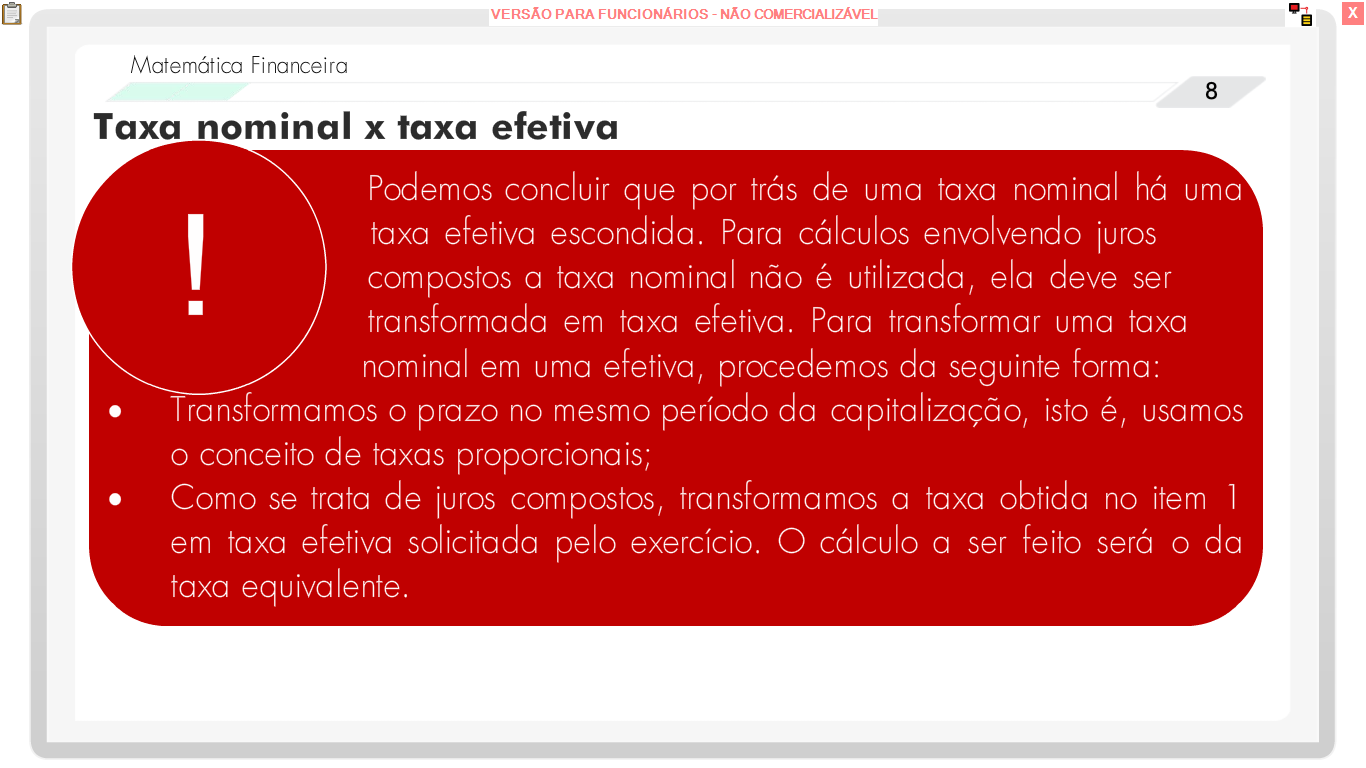 VERSÃO PARA FUNCIONÁRIOS - NÃO COMERCIALIZÁVEL
X
Matemática Financeira
8
Taxa nominal x taxa efetiva
!
Podemos concluir que por trás de uma taxa nominal há uma
taxa efetiva escondida. Para cálculos envolvendo juros
compostos a taxa nominal não é utilizada, ela deve ser
transformada em taxa efetiva. Para transformar uma taxa
nominal em uma efetiva, procedemos da seguinte forma:
• Transformamos o prazo no mesmo período da capitalização, isto é, usamos
o conceito de taxas proporcionais;
• Como se trata de juros compostos, transformamos a taxa obtida no item 1
em taxa efetiva solicitada pelo exercício. O cálculo a ser feito será o da
taxa equivalente.